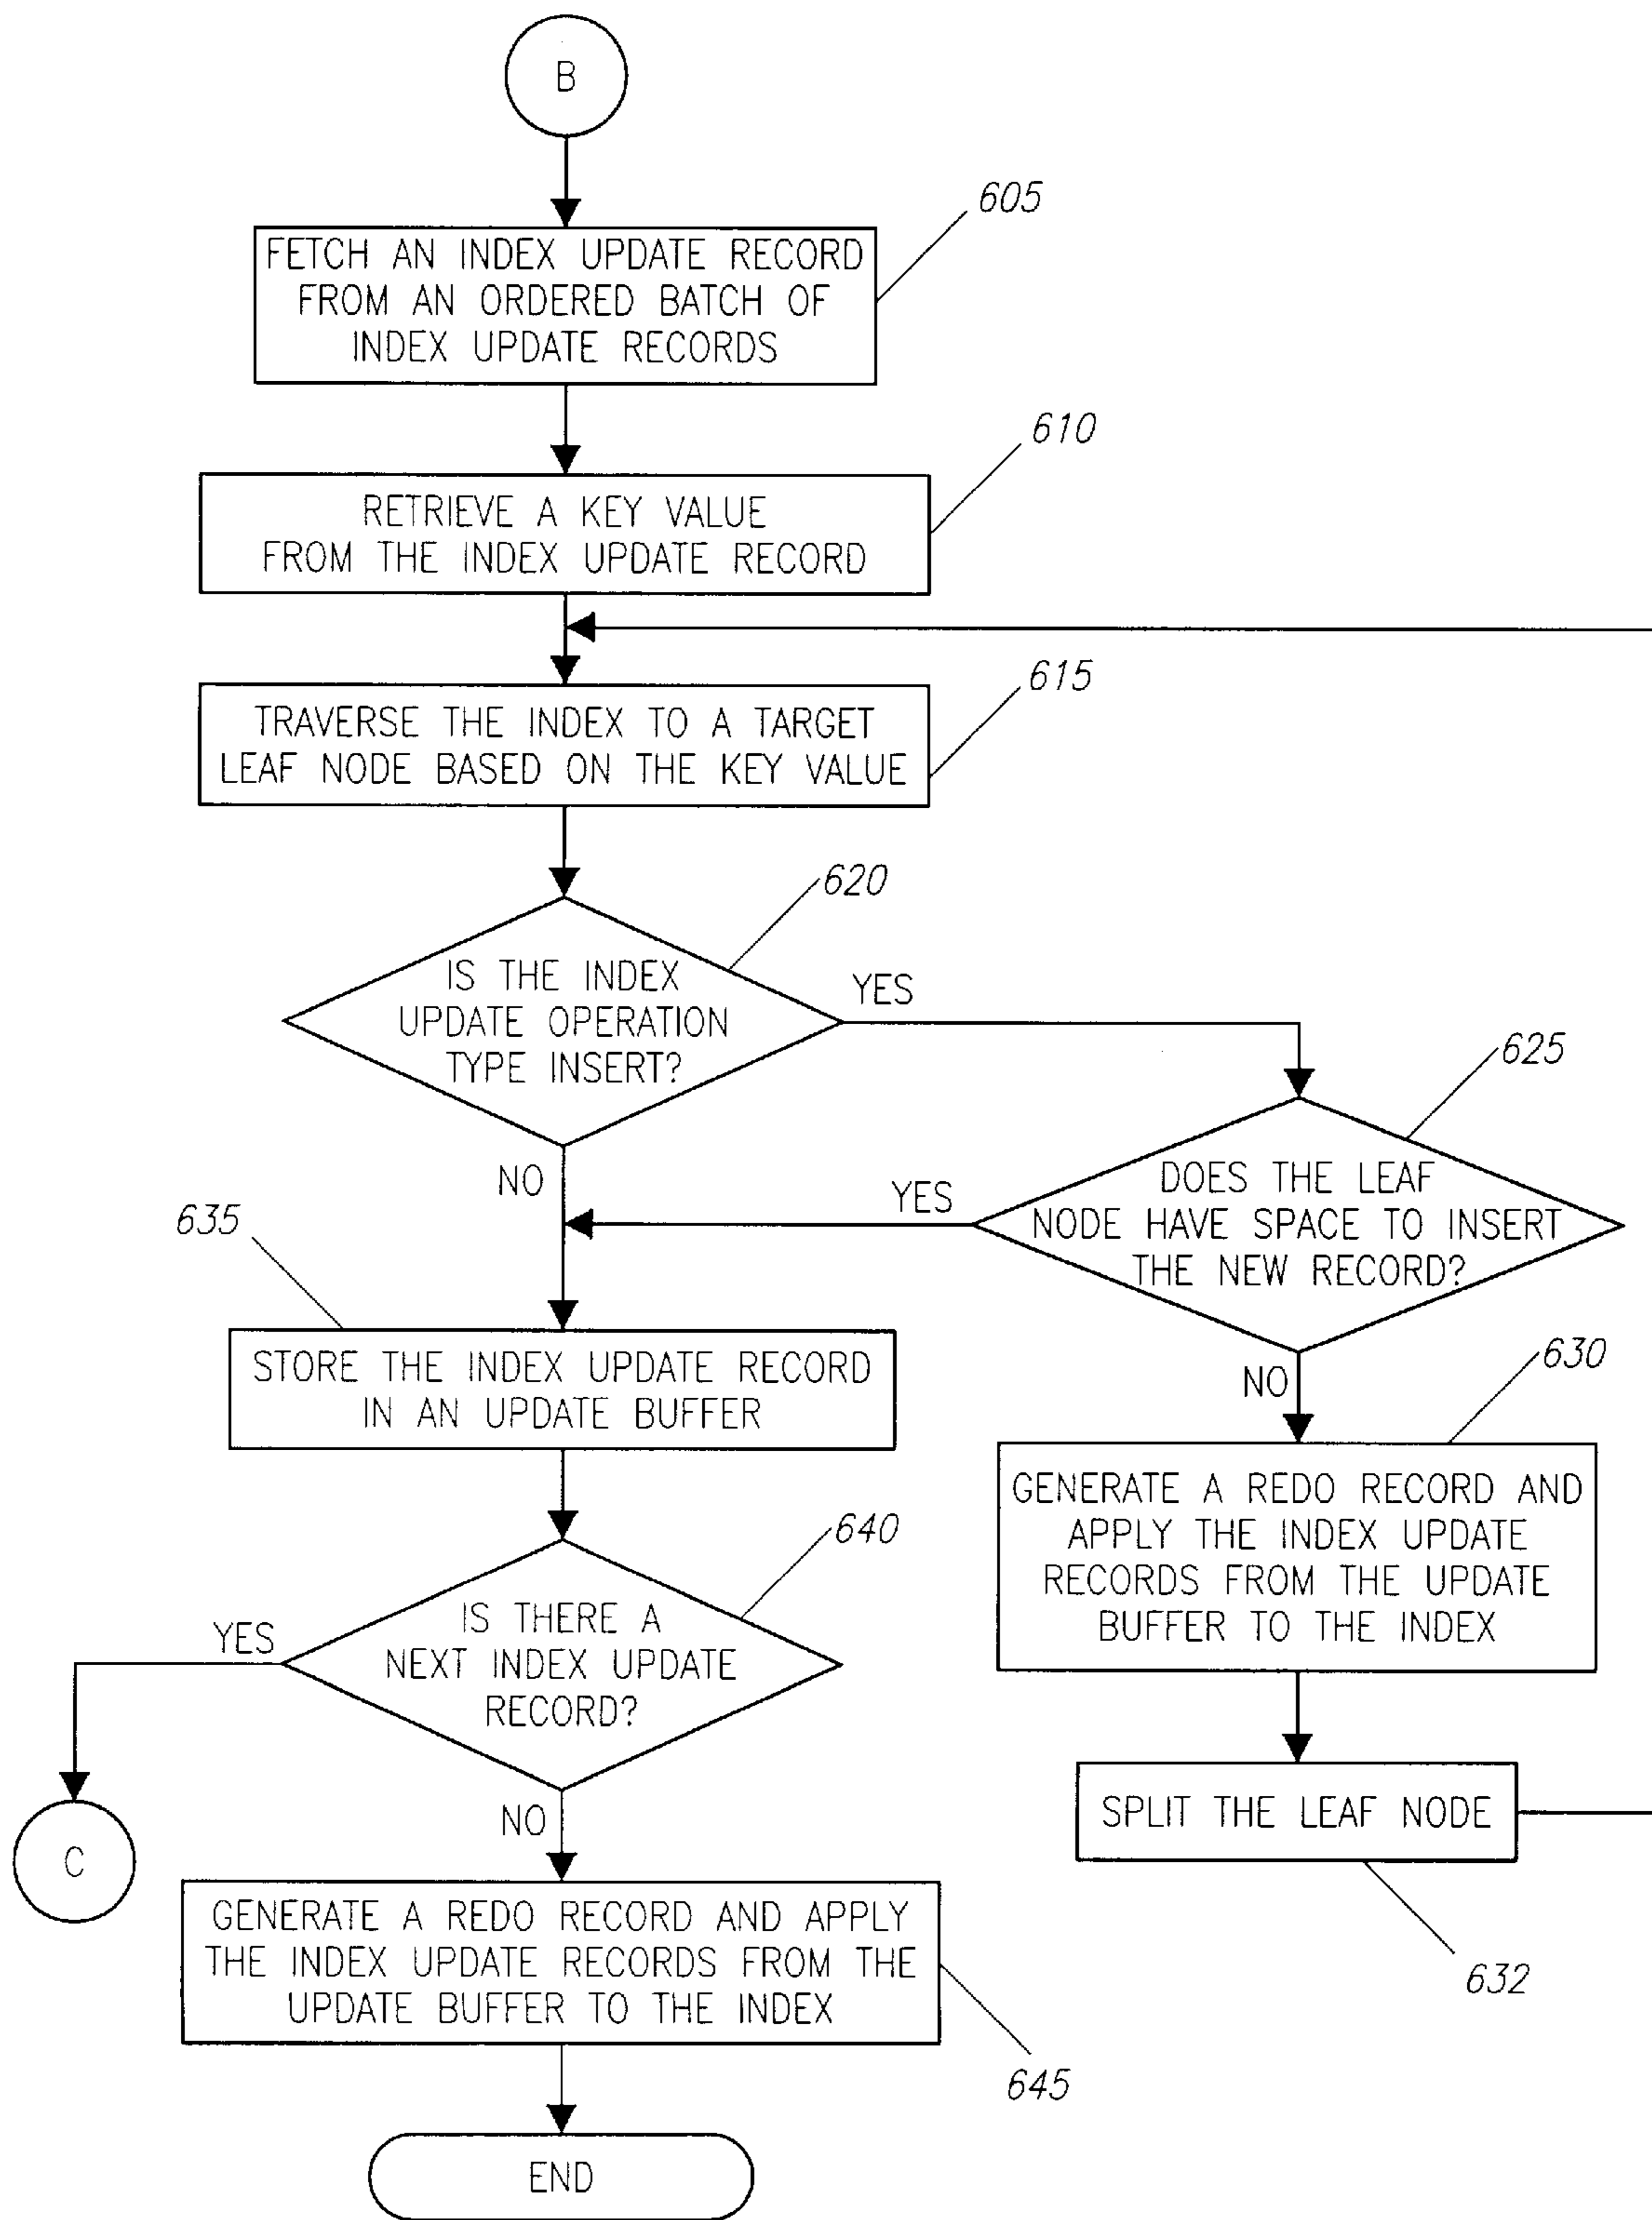 B
605
FETCH AN INDEX UPDATE RECORD
FROM AN ORDERED BATCH OF
INDEX UPDATE RECORDS
610
RETRIEVE A KEY VALUE
FROM THE INDEX UPDATE RECORD
615
TRAVERSE THE INDEX TO A TARGET
LEAF NODE BASED ON THE KEY VALUE
620
IS THE INDEX
UPDATE OPERATION
TYPE INSERT?
YES
625
DOES THE LEAF
NODE HAVE SPACE TO INSERT
THE NEW RECORD?
NO
YES
635
STORE THE INDEX UPDATE RECORD
IN AN UPDATE BUFFER
NO
630
GENERATE A REDO RECORD AND
APPLY THE INDEX UPDATE
RECORDS FROM THE UPDATE
BUFFER TO THE INDEX
640
IS THERE A
NEXT INDEX UPDATE
RECORD?
YES
SPLIT THE LEAF NODE
632
NO
C
GENERATE A REDO RECORD AND APPLY
THE INDEX UPDATE RECORDS FROM THE
UPDATE BUFFER TO THE INDEX
645
END